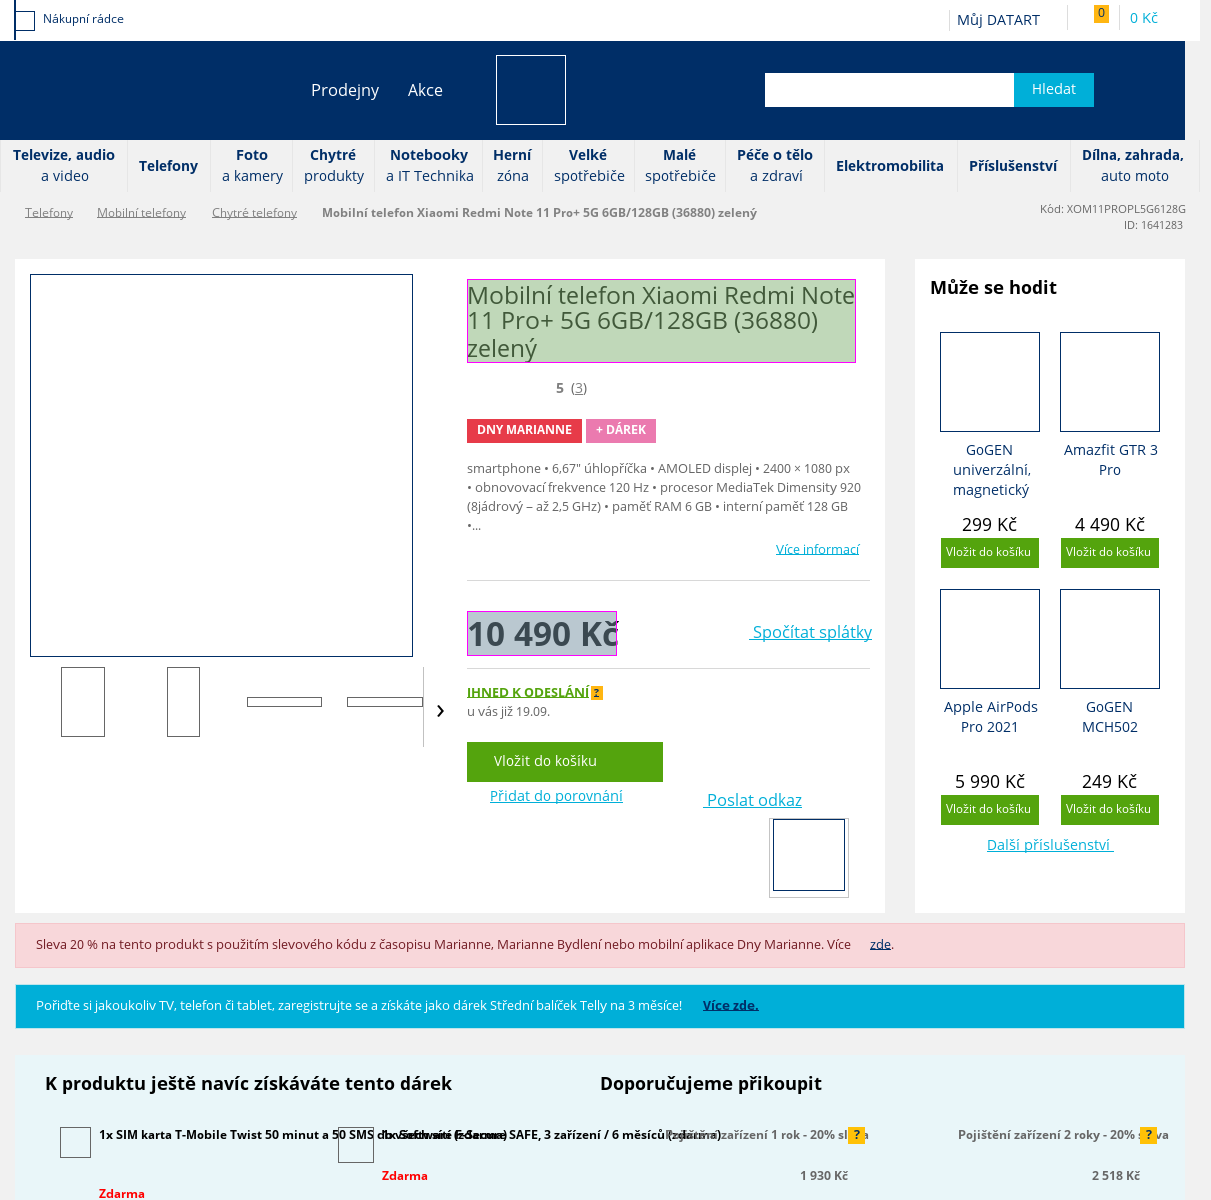 Nákupní rádce
Můj DATART
0
0 Kč
Prodejny
Akce
Hledat
Televize, audio
a video
Telefony
Foto
a kamery
Chytré
produkty
Notebooky
a IT Technika
Herní
zóna
Velké
spotřebiče
Malé
spotřebiče
Péče o tělo
a zdraví
Elektromobilita
Příslušenství
Dílna, zahrada,
auto moto
Telefony
Mobilní telefony
Chytré telefony
Mobilní telefon Xiaomi Redmi Note 11 Pro+ 5G 6GB/128GB (36880) zelený
Kód: XOM11PROPL5G6128G
ID: 1641283
Mobilní telefon Xiaomi Redmi Note
11 Pro+ 5G 6GB/128GB (36880)
zelený
5 (3)
DNY MARIANNE
+ DÁREK
smartphone • 6,67" úhlopříčka • AMOLED displej • 2400 × 1080 px
• obnovovací frekvence 120 Hz • procesor MediaTek Dimensity 920
(8jádrový – až 2,5 GHz) • paměť RAM 6 GB • interní paměť 128 GB
•...
Více informací
10 490 Kč
Spočítat splátky
IHNED K ODESLÁNÍ ?
u vás již 19.09.
Vložit do košíku
Přidat do porovnání
Poslat odkaz
Může se hodit
GoGEN
univerzální,
magnetický
299 Kč
Vložit do košíku
Amazfit GTR 3
Pro
4 490 Kč
Vložit do košíku
Apple AirPods
Pro 2021
5 990 Kč
Vložit do košíku
GoGEN
MCH502
249 Kč
Vložit do košíku
Další příslušenství
Sleva 20 % na tento produkt s použitím slevového kódu z časopisu Marianne, Marianne Bydlení nebo mobilní aplikace Dny Marianne. Více zde.
Pořiďte si jakoukoliv TV, telefon či tablet, zaregistrujte se a získáte jako dárek Střední balíček Telly na 3 měsíce! Více zde.
K produktu ještě navíc získáváte tento dárek
1x SIM karta T-Mobile Twist 50 minut a 50 SMS do všech sítí (zdarma)
Zdarma
1x Software F-Secure SAFE, 3 zařízení / 6 měsíců (zdarma)
Zdarma
Doporučujeme přikoupit
Pojištění zařízení 1 rok - 20% sleva
?
1 930 Kč
Pojištění zařízení 2 roky - 20% sleva
?
2 518 Kč